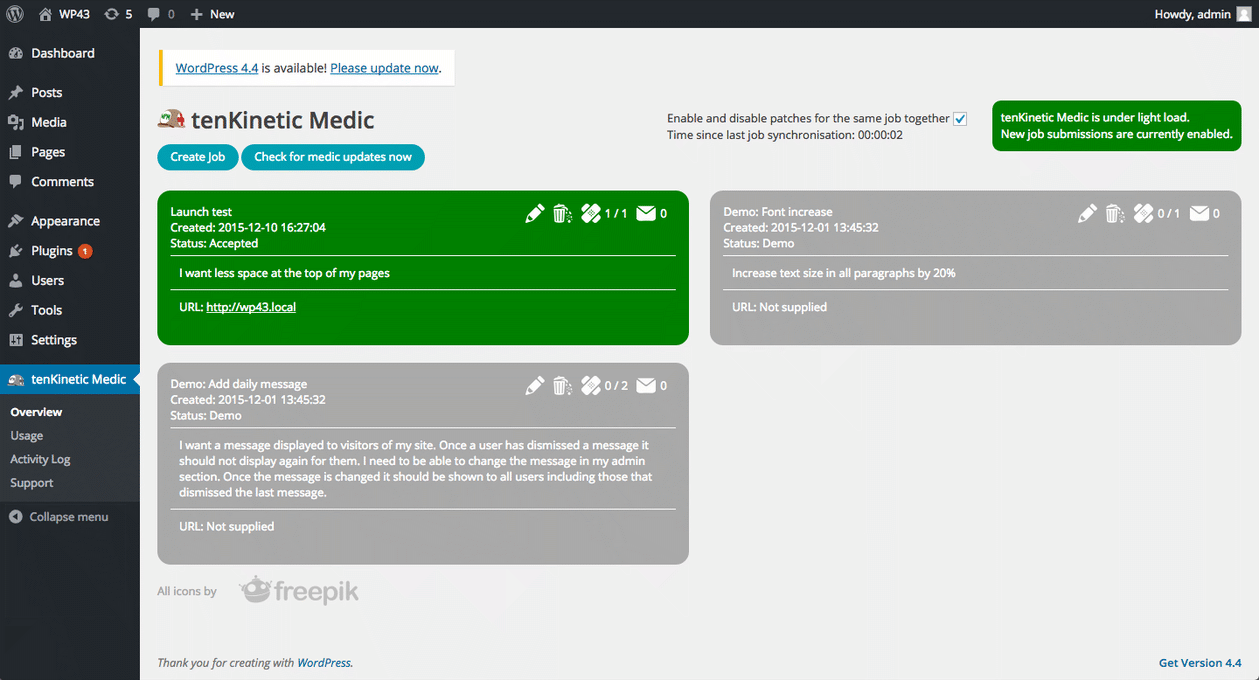 WP43 5 0 New Howdy, admin
Dashboard
Posts
Media
Pages
Comments
Appearance
Plugins 1
Users
Tools
Settings
tenKinetic Medic
Overview
Usage
Activity Log
Support
Collapse menu
WordPress 4.4 is available! Please update now.
tenKinetic Medic
Create Job Check for medic updates now
Enable and disable patches for the same job together
Time since last job synchronisation: 00:00:02
tenKinetic Medic is under light load.
New job submissions are currently enabled.
Launch test 1 / 1 0
Created: 2015-12-10 16:27:04
Status: Accepted
I want less space at the top of my pages
URL: http://wp43.local
Demo: Font increase 0 / 1 0
Created: 2015-12-01 13:45:32
Status: Demo
Increase text size in all paragraphs by 20%
URL: Not supplied
Demo: Add daily message 0 / 2 0
Created: 2015-12-01 13:45:32
Status: Demo
I want a message displayed to visitors of my site. Once a user has dismissed a message it
should not display again for them. I need to be able to change the message in my admin
section. Once the message is changed it should be shown to all users including those that
dismissed the last message.
URL: Not supplied
All icons by freepik
Thank you for creating with WordPress.
Get Version 4.4